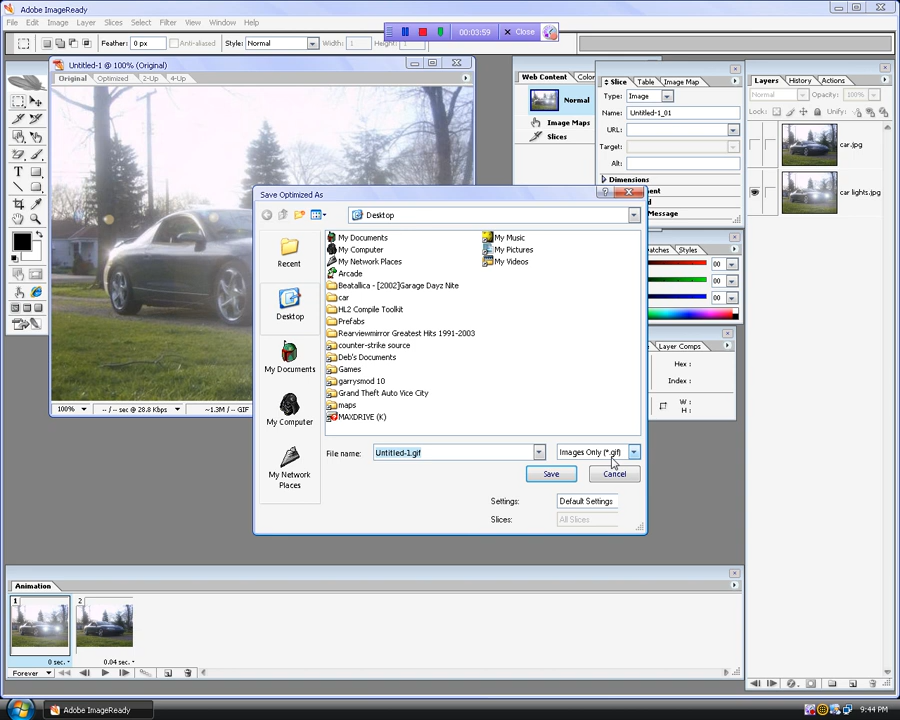 Adobe ImageReady
File Edit Image Layer Slices Select Filter View Window Help
00:03:59 Close
Feather: 0 px Anti-aliased Style: Normal Width: 1 Height: 1
Untitled-1 @ 100% (Original)
Original Optimized 2-Up 4-Up
Web Content Color
Normal
Image Maps
Slices
Slice Table Image Map
Type: Image
Name: Untitled-1_01
URL:
Target:
Alt:
Dimensions
Message
Layers History Actions
Normal Opacity: 100%
Lock: Unify:
car.jpg
car lights.jpg
Save Optimized As
Desktop
Recent
Desktop
My Documents
My Computer
My Network
Places
My Documents
My Computer
My Network Places
Arcade
Beatallica - [2002]Garage Dayz Nite
car
HL2 Compile Toolkit
Prefabs
Rearviewmirror Greatest Hits 1991-2003
counter-strike source
Deb's Documents
Games
garrysmod 10
Grand Theft Auto Vice City
maps
MAXDRIVE (K)
My Music
My Pictures
My Videos
File name: Untitled-1.gif Images Only (*.gif)
Save Cancel
Settings: Default Settings
Slices: All Slices
Styles
00
00
00
Layer Comps
Hex :
Index :
W :
H :
100% -- / -- sec @ 28.8 Kbps ~1.3M / -- GIF
Animation
1 2
0 sec. 0.04 sec.
Forever
Adobe ImageReady 9:44 PM